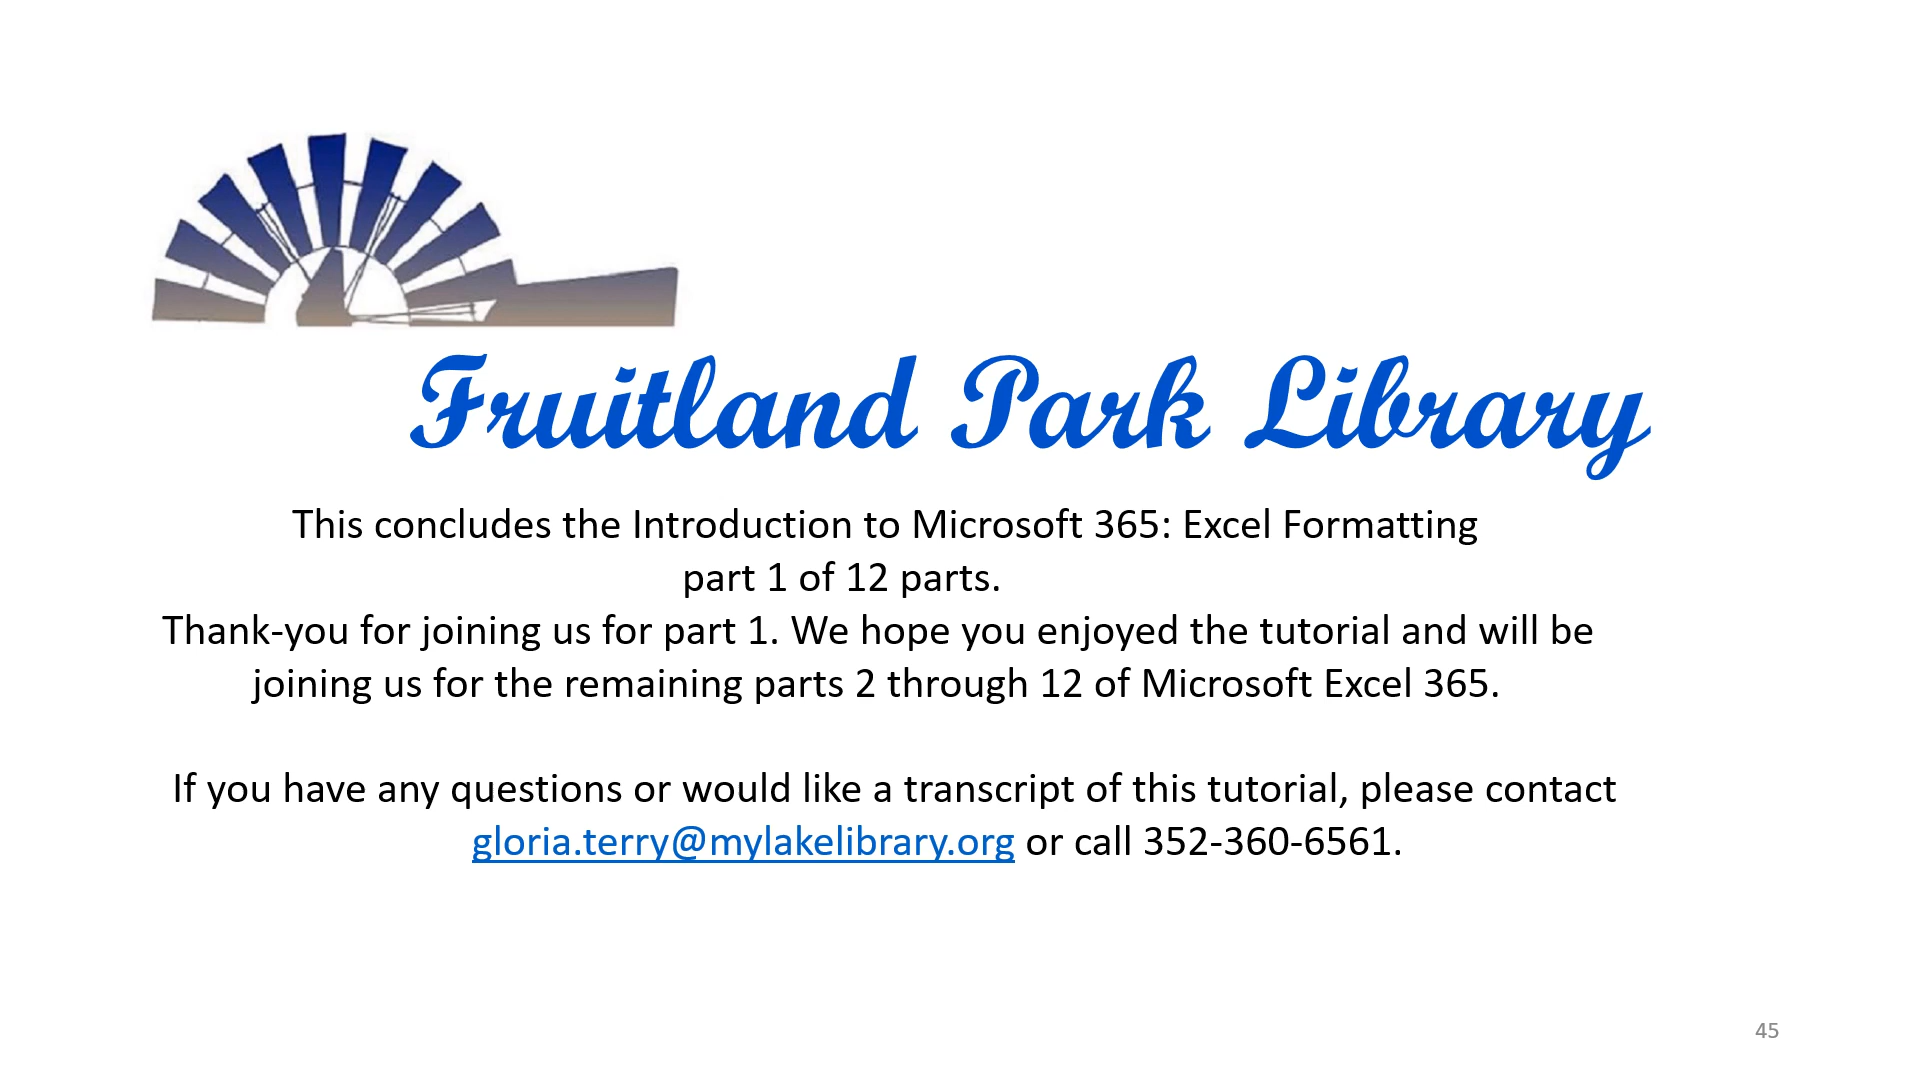 Fruitland Park Library
This concludes the Introduction to Microsoft 365: Excel Formatting
part 1 of 12 parts.
Thank-you for joining us for part 1. We hope you enjoyed the tutorial and will be
joining us for the remaining parts 2 through 12 of Microsoft Excel 365.
If you have any questions or would like a transcript of this tutorial, please contact
gloria.terry@mylakelibrary.org or call 352-360-6561.
45